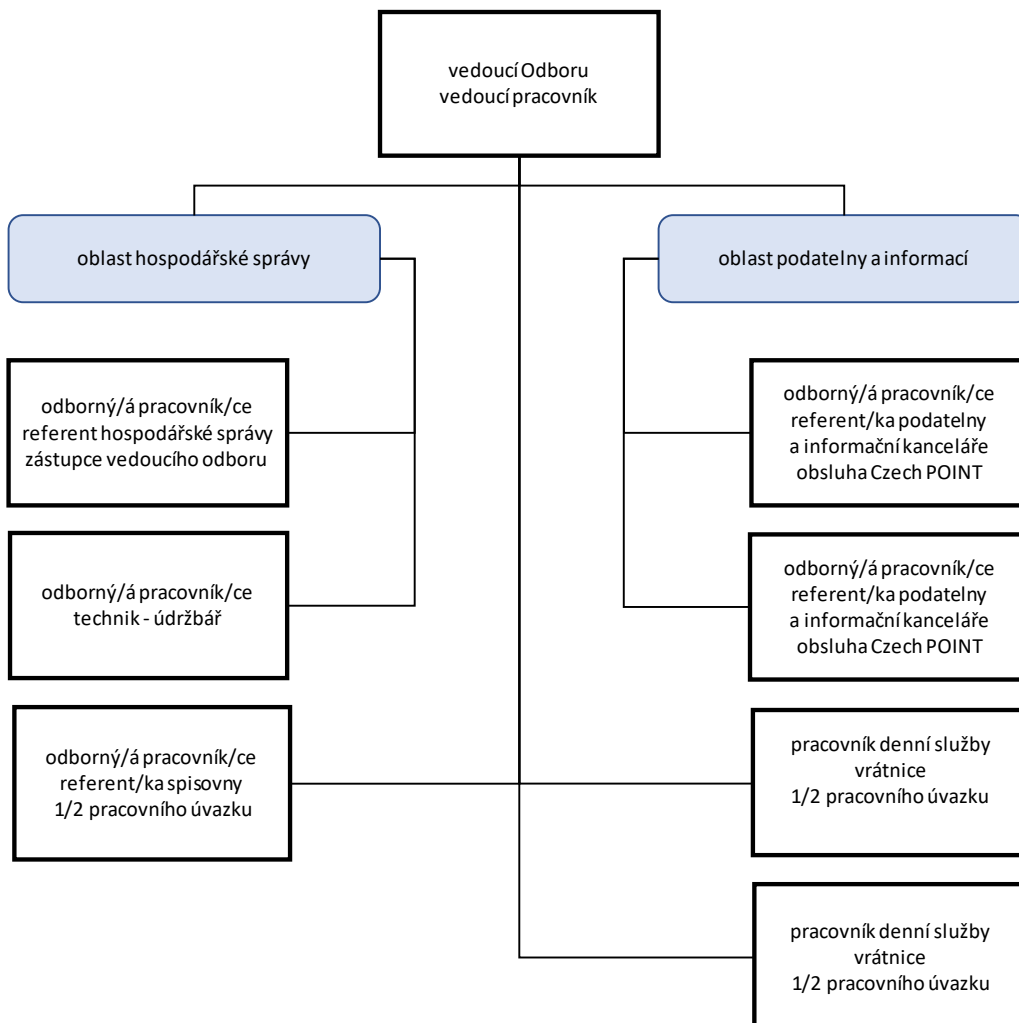 vedoucí Odboru
vedoucí pracovník
oblast hospodářské správy
oblast podatelny a informací
odborný/á pracovník/ce
referent hospodářské správy
zástupce vedoucího odboru
odborný/á pracovník/ce
referent/ka podatelny
a informační kanceláře
obsluha Czech POINT
odborný/á pracovník/ce
technik - údržbář
odborný/á pracovník/ce
referent/ka podatelny
a informační kanceláře
obsluha Czech POINT
odborný/á pracovník/ce
referent/ka spisovny
1/2 pracovního úvazku
pracovník denní služby
vrátnice
1/2 pracovního úvazku
pracovník denní služby
vrátnice
1/2 pracovního úvazku